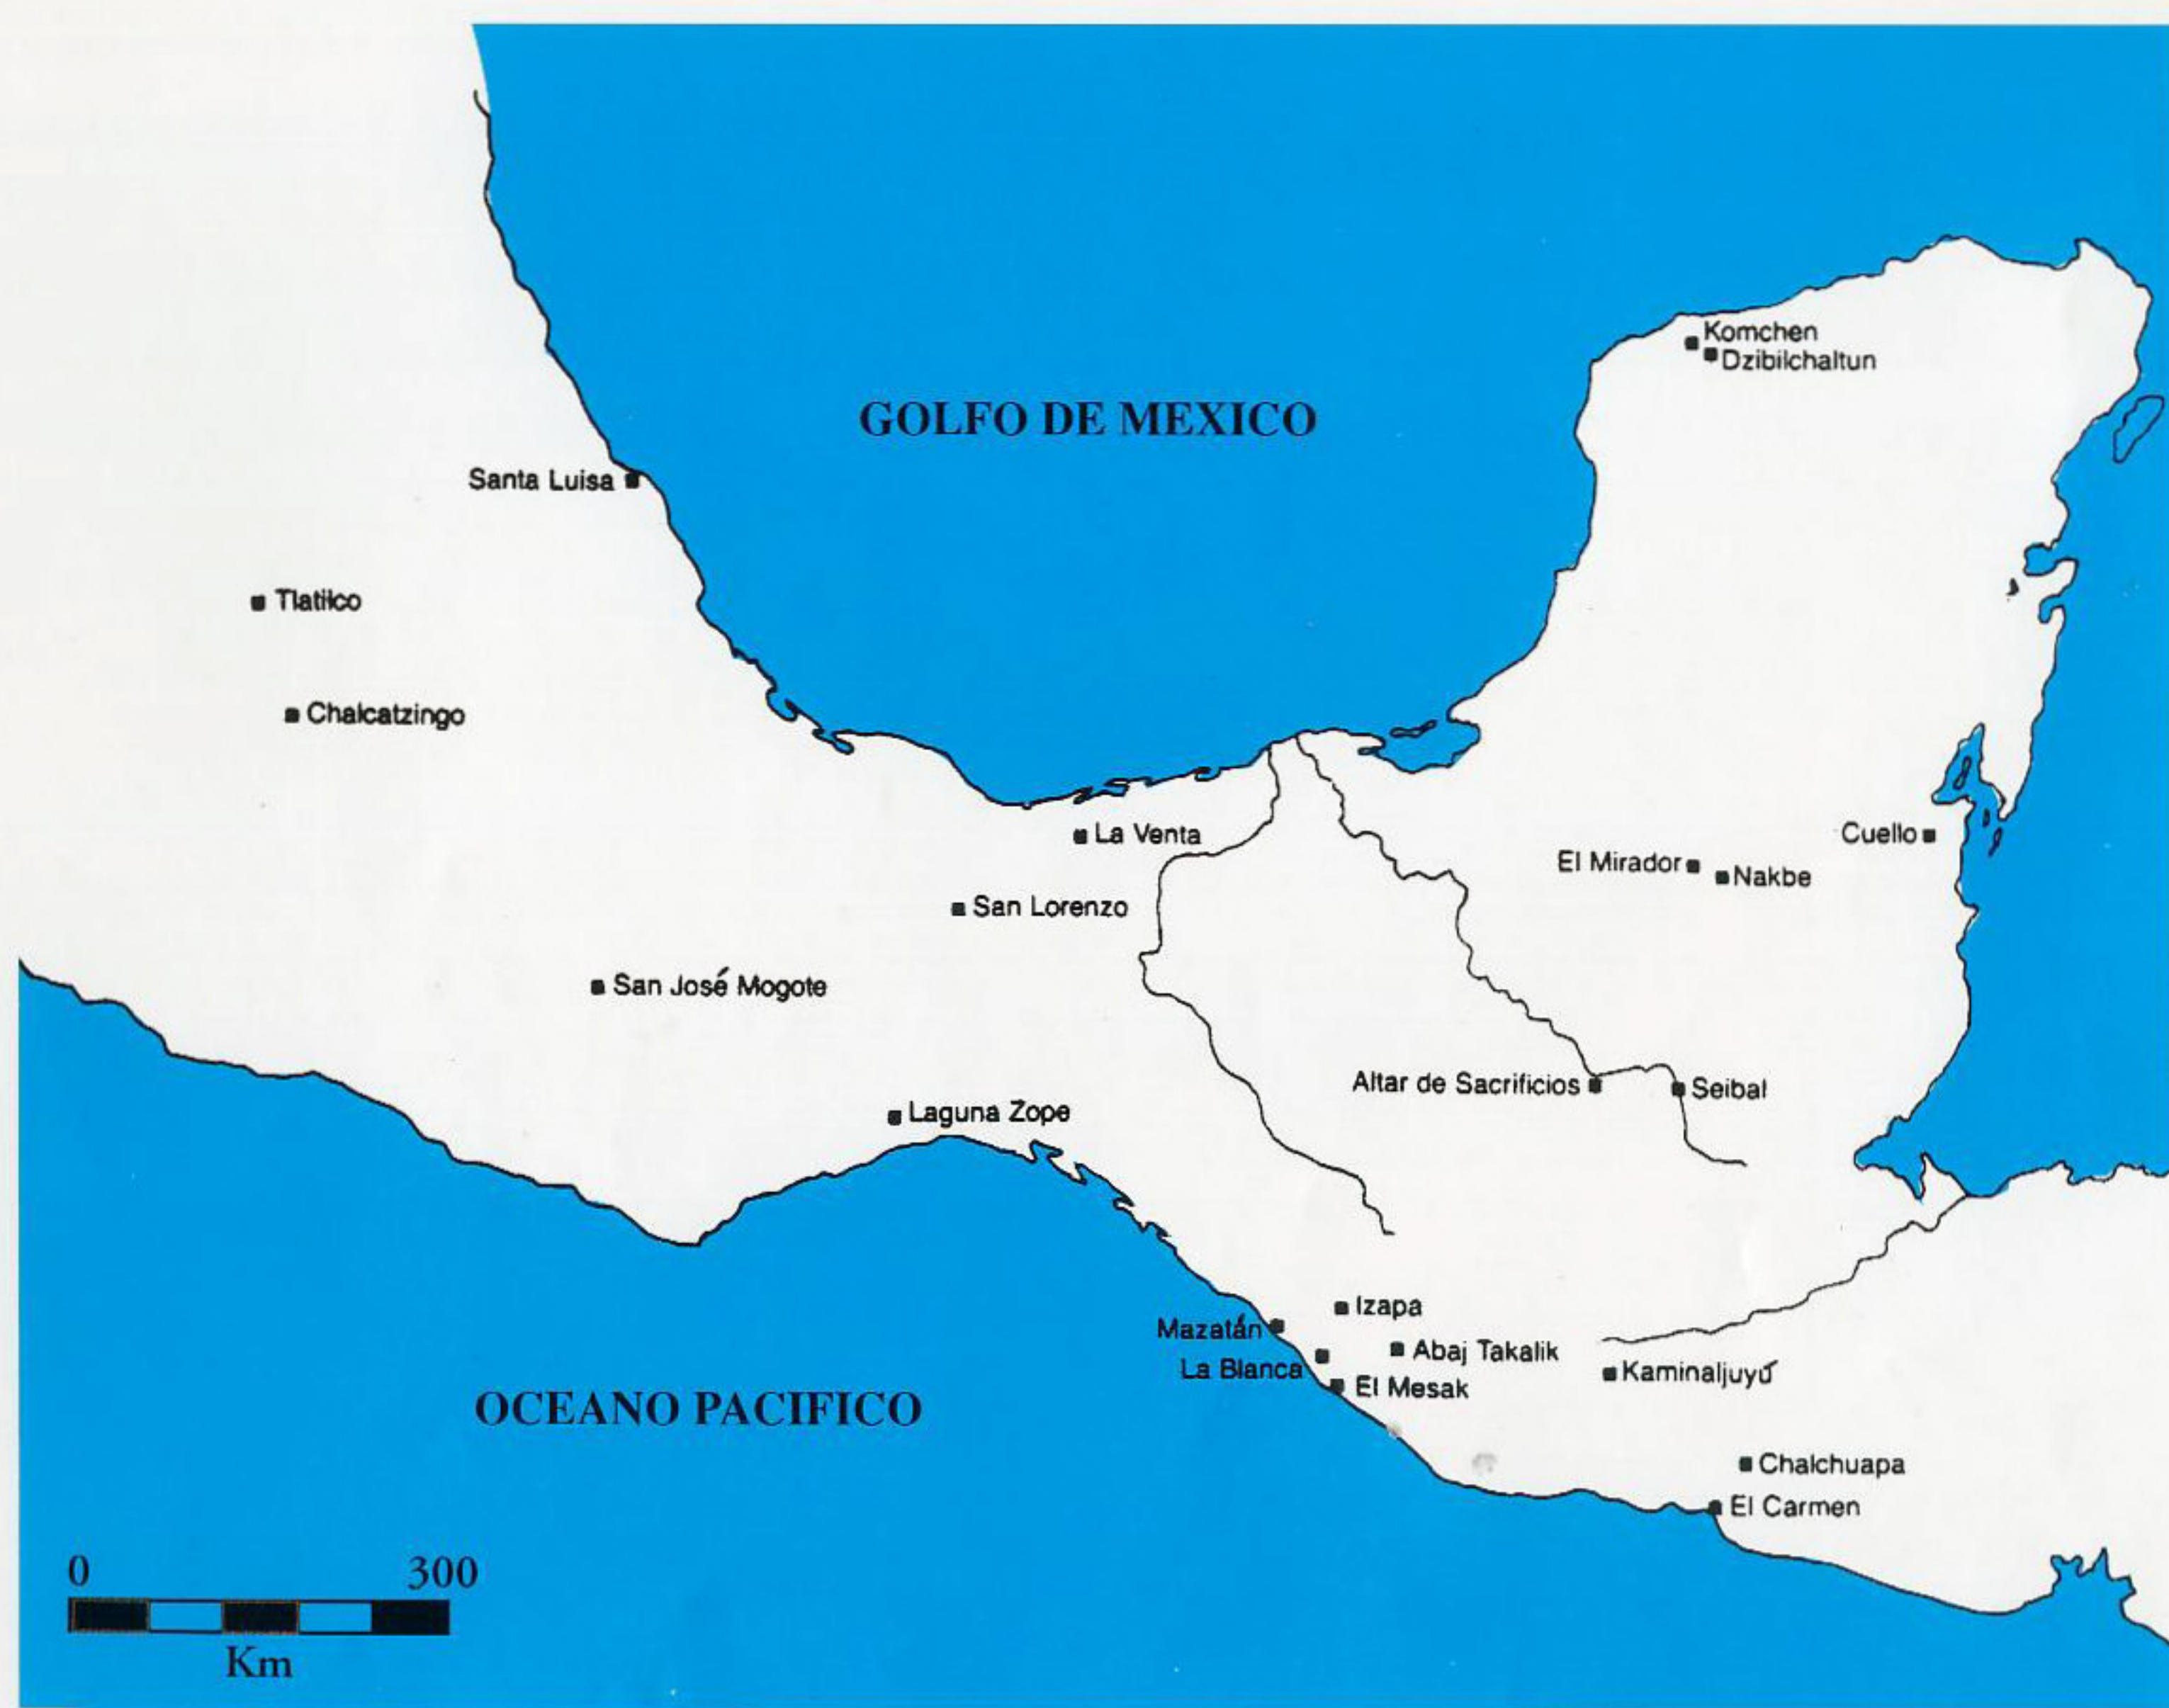 Komchen
Dzibilchaltun
GOLFO DE MEXICO
Santa Luisa
Tlatilco
Chalcatzingo
La Venta
Cuello
El Mirador
Nakbe
San Lorenzo
San José Mogote
Altar de Sacrificios
Seibal
Laguna Zope
Izapa
Mazatán
Abaj Takalik
La Blanca
Kaminaljuyú
El Mesak
OCEANO PACIFICO
Chalchuapa
El Carmen
0 300
Km